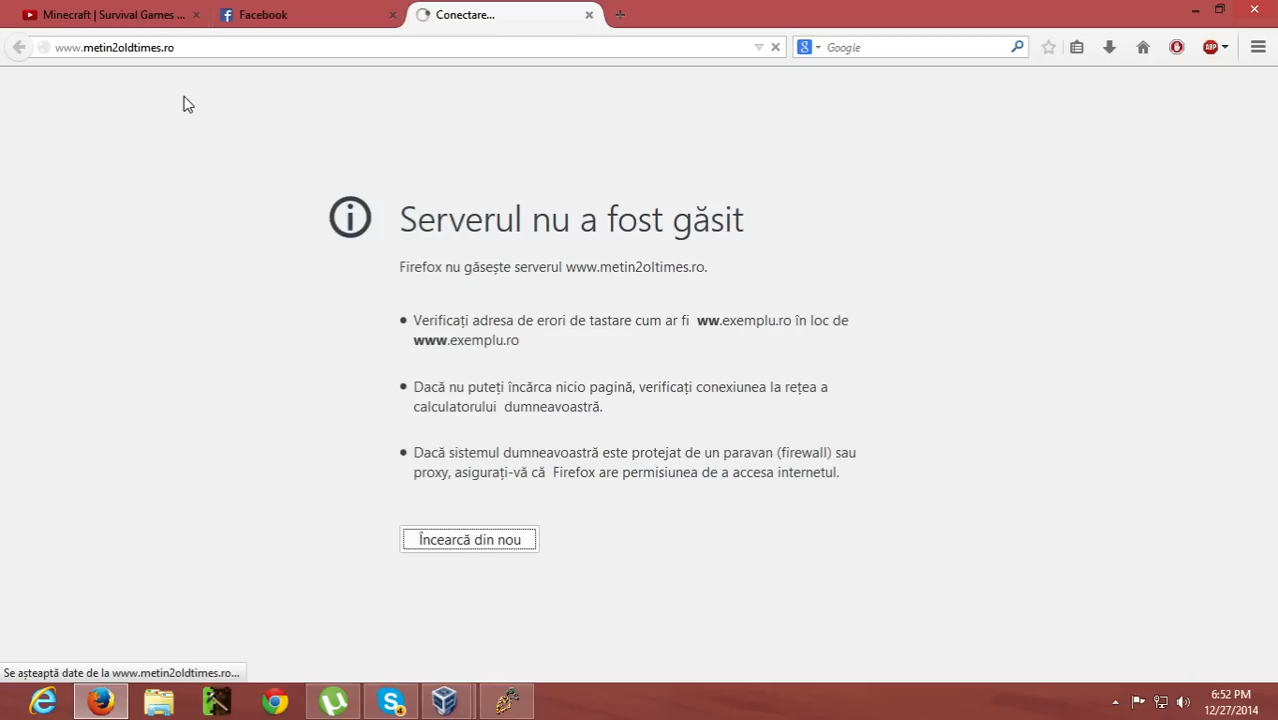 Minecraft | Survival Games ...
Facebook
Conectare...
www.metin2oldtimes.ro
Google
ABP
Serverul nu a fost găsit
Firefox nu găsește serverul www.metin2oltimes.ro.
Verificați adresa de erori de tastare cum ar fi ww.exemplu.ro în loc de
www.exemplu.ro
Dacă nu puteți încărca nicio pagină, verificați conexiunea la rețea a
calculatorului dumneavoastră.
Dacă sistemul dumneavoastră este protejat de un paravan (firewall) sau
proxy, asigurați-vă că Firefox are permisiunea de a accesa internetul.
Încearcă din nou
Se așteaptă date de la www.metin2oldtimes.ro...
6:52 PM
12/27/2014